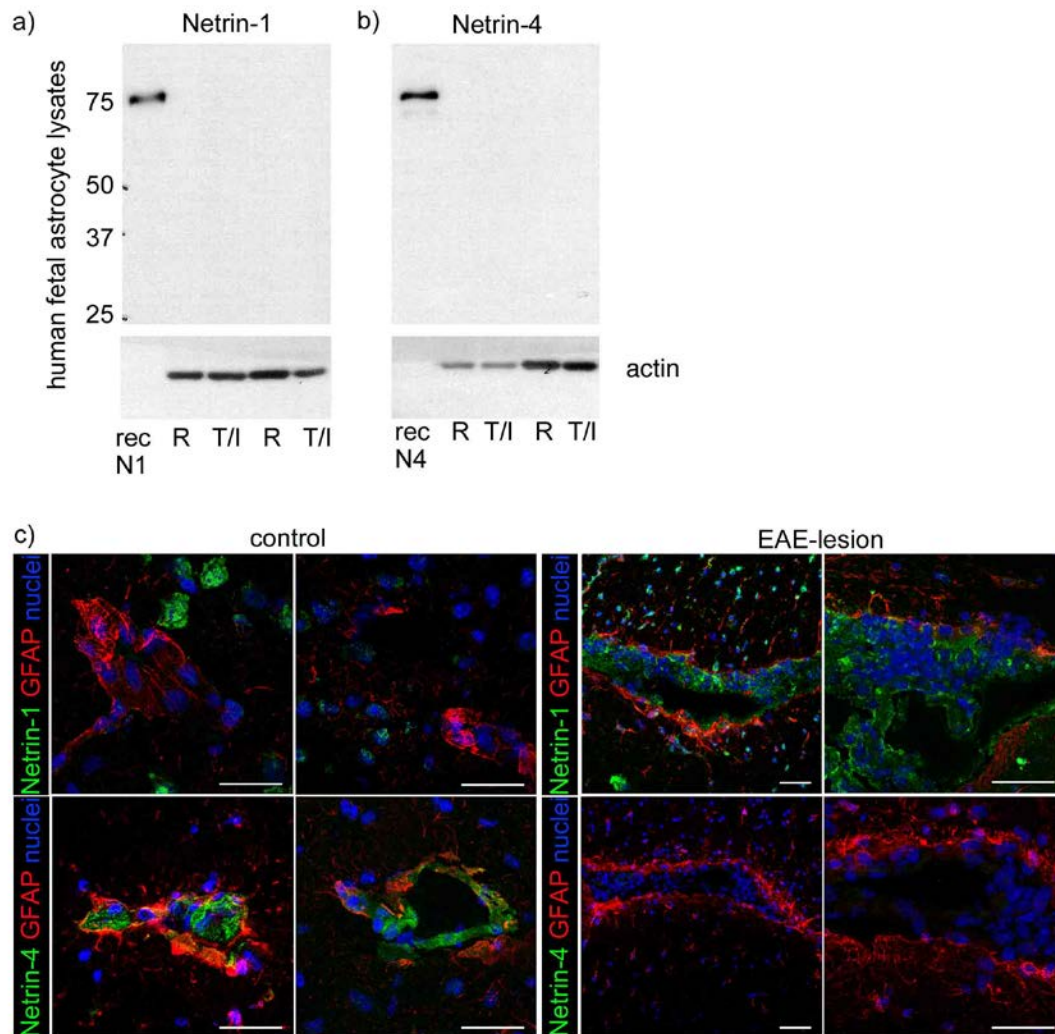 a) Netrin-1 b) Netrin-4
human fetal astrocyte lysates
75
50
37
25
actin
rec R T/I R T/I rec R T/I R T/I
N1 N4
c) control EAE-lesion
Netrin-1 GFAP nuclei Netrin-1 GFAP nuclei
Netrin-4 GFAP nuclei Netrin-4 GFAP nuclei